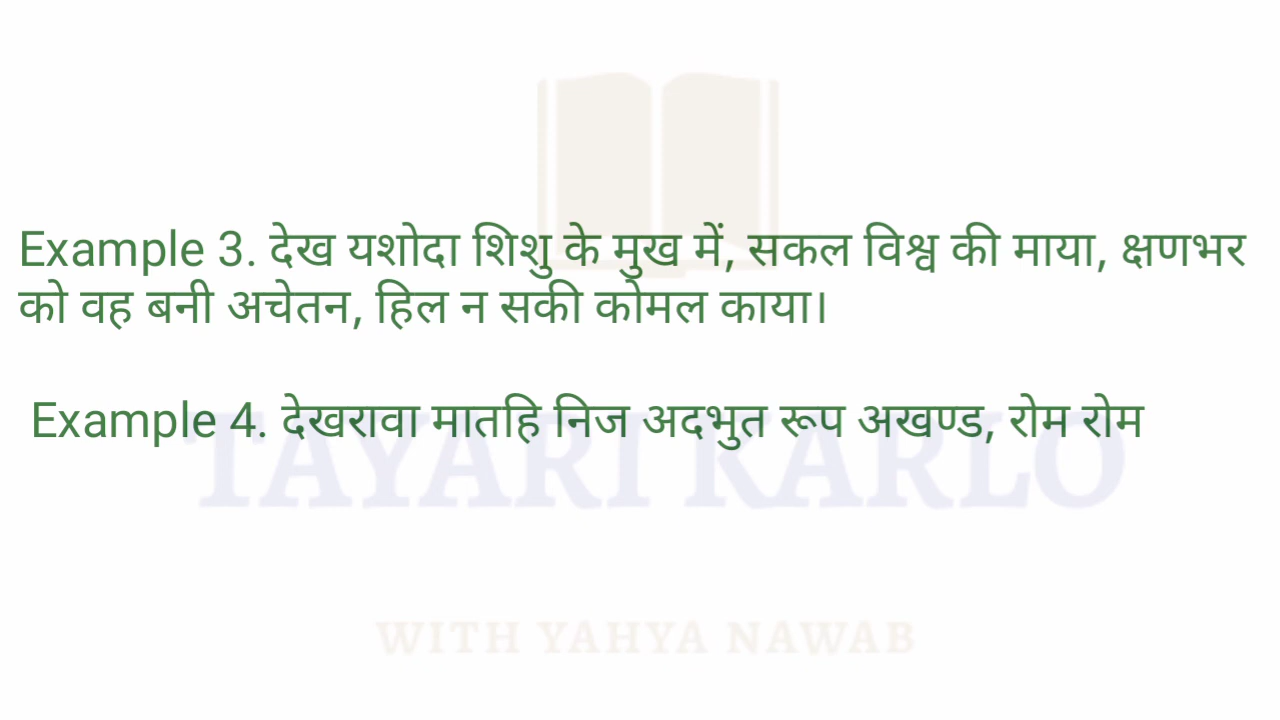 Example 3. देख यशोदा शिशु के मुख में, सकल विश्व की माया, क्षणभर
को वह बनी अचेतन, हिल न सकी कोमल काया।
Example 4. देखरावा मातहि निज अदभुत रूप अखण्ड, रोम रोम
TAYARI KARLO
WITH YAHYA NAWAB